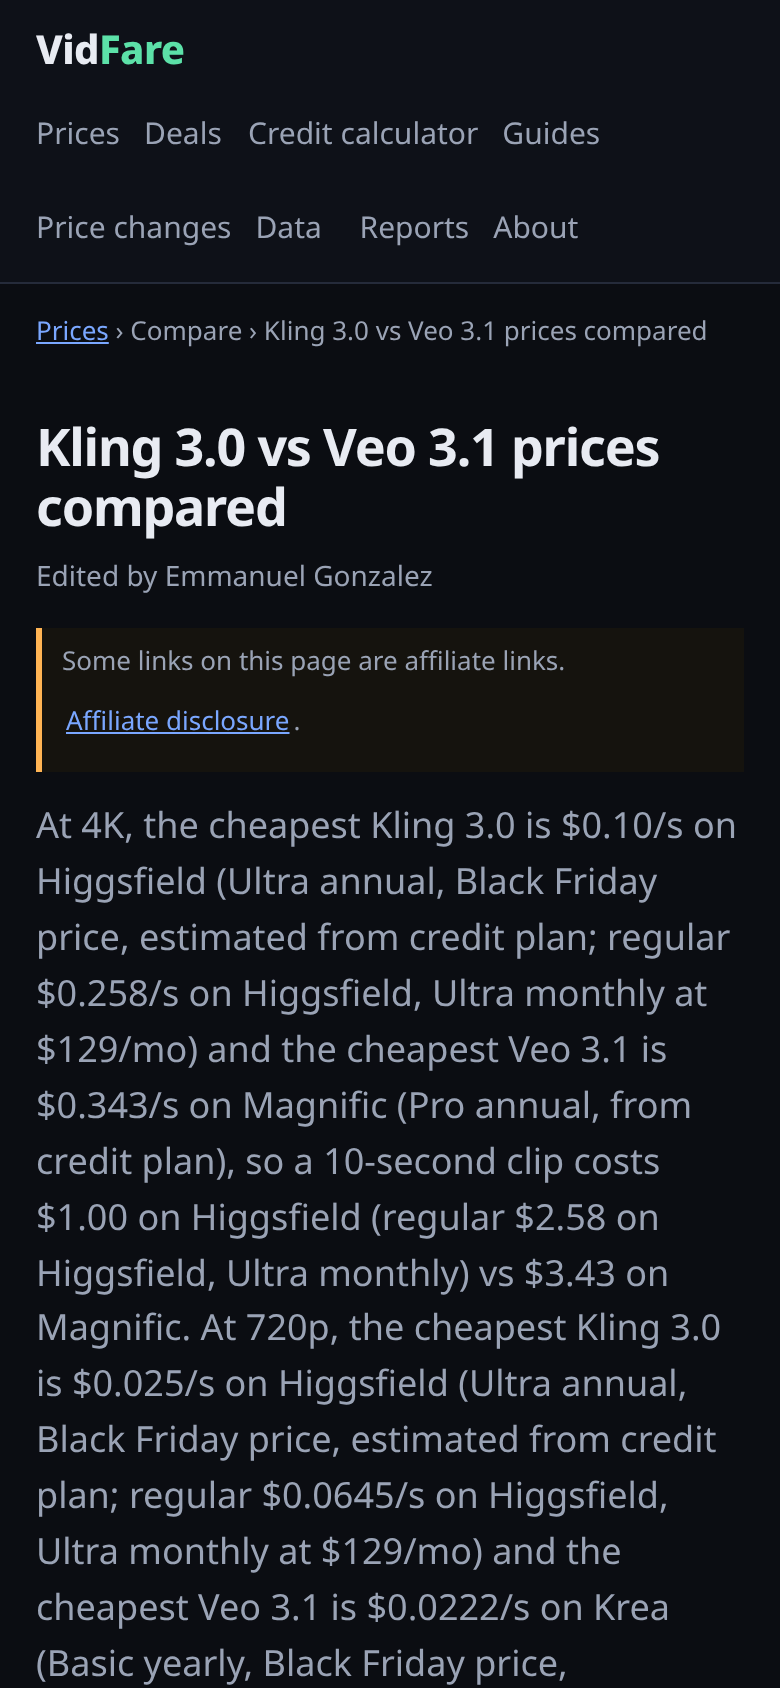 VidFare
Prices Deals Credit calculator Guides
Price changes Data Reports About
Prices › Compare › Kling 3.0 vs Veo 3.1 prices compared
Kling 3.0 vs Veo 3.1 prices
compared
Edited by Emmanuel Gonzalez
Some links on this page are affiliate links.
Affiliate disclosure.
At 4K, the cheapest Kling 3.0 is $0.10/s on
Higgsfield (Ultra annual, Black Friday
price, estimated from credit plan; regular
$0.258/s on Higgsfield, Ultra monthly at
$129/mo) and the cheapest Veo 3.1 is
$0.343/s on Magnific (Pro annual, from
credit plan), so a 10-second clip costs
$1.00 on Higgsfield (regular $2.58 on
Higgsfield, Ultra monthly) vs $3.43 on
Magnific. At 720p, the cheapest Kling 3.0
is $0.025/s on Higgsfield (Ultra annual,
Black Friday price, estimated from credit
plan; regular $0.0645/s on Higgsfield,
Ultra monthly at $129/mo) and the
cheapest Veo 3.1 is $0.0222/s on Krea
(Basic yearly, Black Friday price,